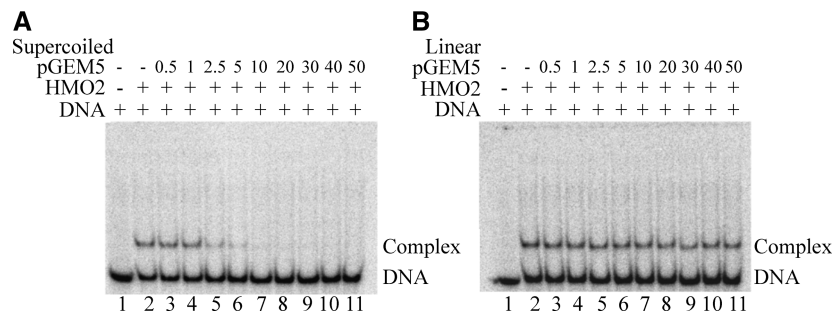 A
Supercoiled
pGEM5 - - 0.5 1 2.5 5 10 20 30 40 50
HMO2 - + + + + + + + + + +
DNA + + + + + + + + + + +
Complex
DNA
1 2 3 4 5 6 7 8 9 10 11
B
Linear
pGEM5 - - 0.5 1 2.5 5 10 20 30 40 50
HMO2 - + + + + + + + + + +
DNA + + + + + + + + + + +
Complex
DNA
1 2 3 4 5 6 7 8 9 10 11